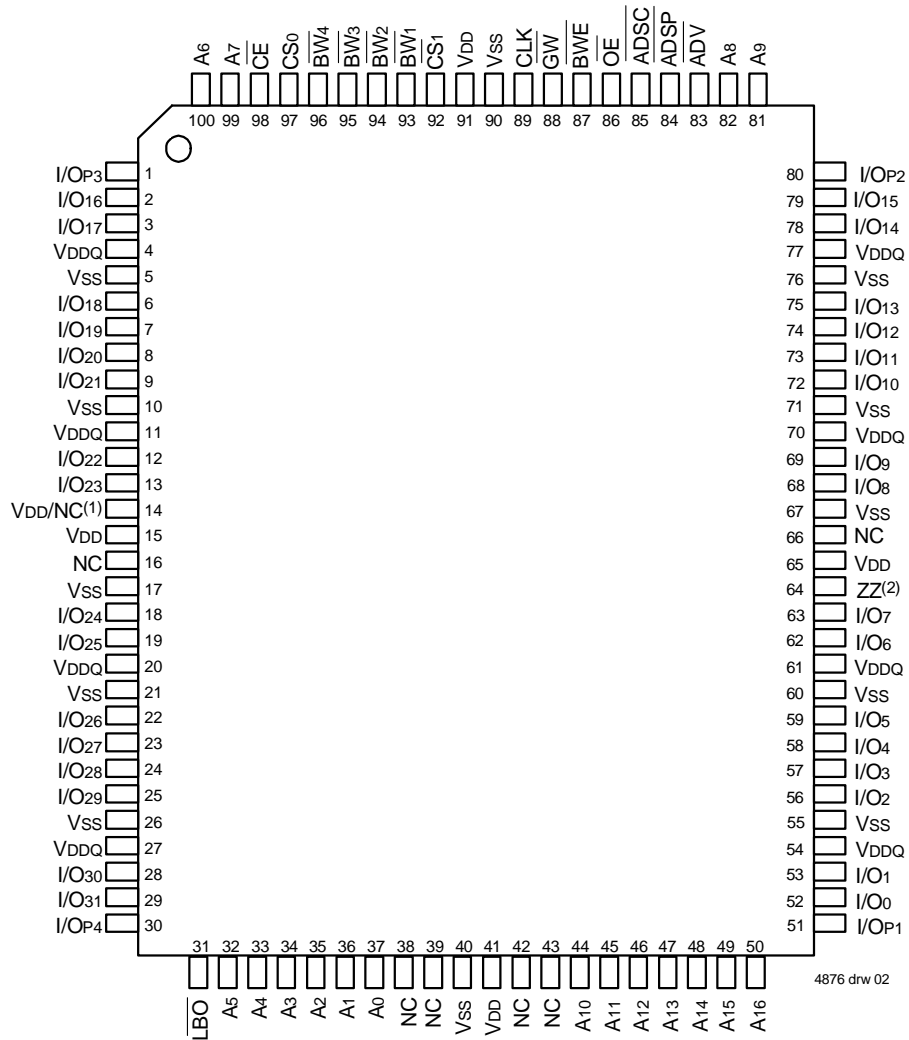 A6 A7 CE CS0 BW4 BW3 BW2 BW1 CS1 VDD VSS CLK GW BWE OE ADSC ADSP ADV A8 A9
100 99 98 97 96 95 94 93 92 91 90 89 88 87 86 85 84 83 82 81
I/OP3 1 80 I/OP2
I/O16 2 79 I/O15
I/O17 3 78 I/O14
VDDQ 4 77 VDDQ
VSS 5 76 VSS
I/O18 6 75 I/O13
I/O19 7 74 I/O12
I/O20 8 73 I/O11
I/O21 9 72 I/O10
VSS 10 71 VSS
VDDQ 11 70 VDDQ
I/O22 12 69 I/O9
I/O23 13 68 I/O8
VDD/NC(1) 14 67 VSS
VDD 15 66 NC
NC 16 65 VDD
VSS 17 64 ZZ(2)
I/O24 18 63 I/O7
I/O25 19 62 I/O6
VDDQ 20 61 VDDQ
VSS 21 60 VSS
I/O26 22 59 I/O5
I/O27 23 58 I/O4
I/O28 24 57 I/O3
I/O29 25 56 I/O2
VSS 26 55 VSS
VDDQ 27 54 VDDQ
I/O30 28 53 I/O1
I/O31 29 52 I/O0
I/OP4 30 51 I/OP1
31 32 33 34 35 36 37 38 39 40 41 42 43 44 45 46 47 48 49 50
LBO A5 A4 A3 A2 A1 A0 NC NC VSS VDD NC NC A10 A11 A12 A13 A14 A15 A16
4876 drw 02